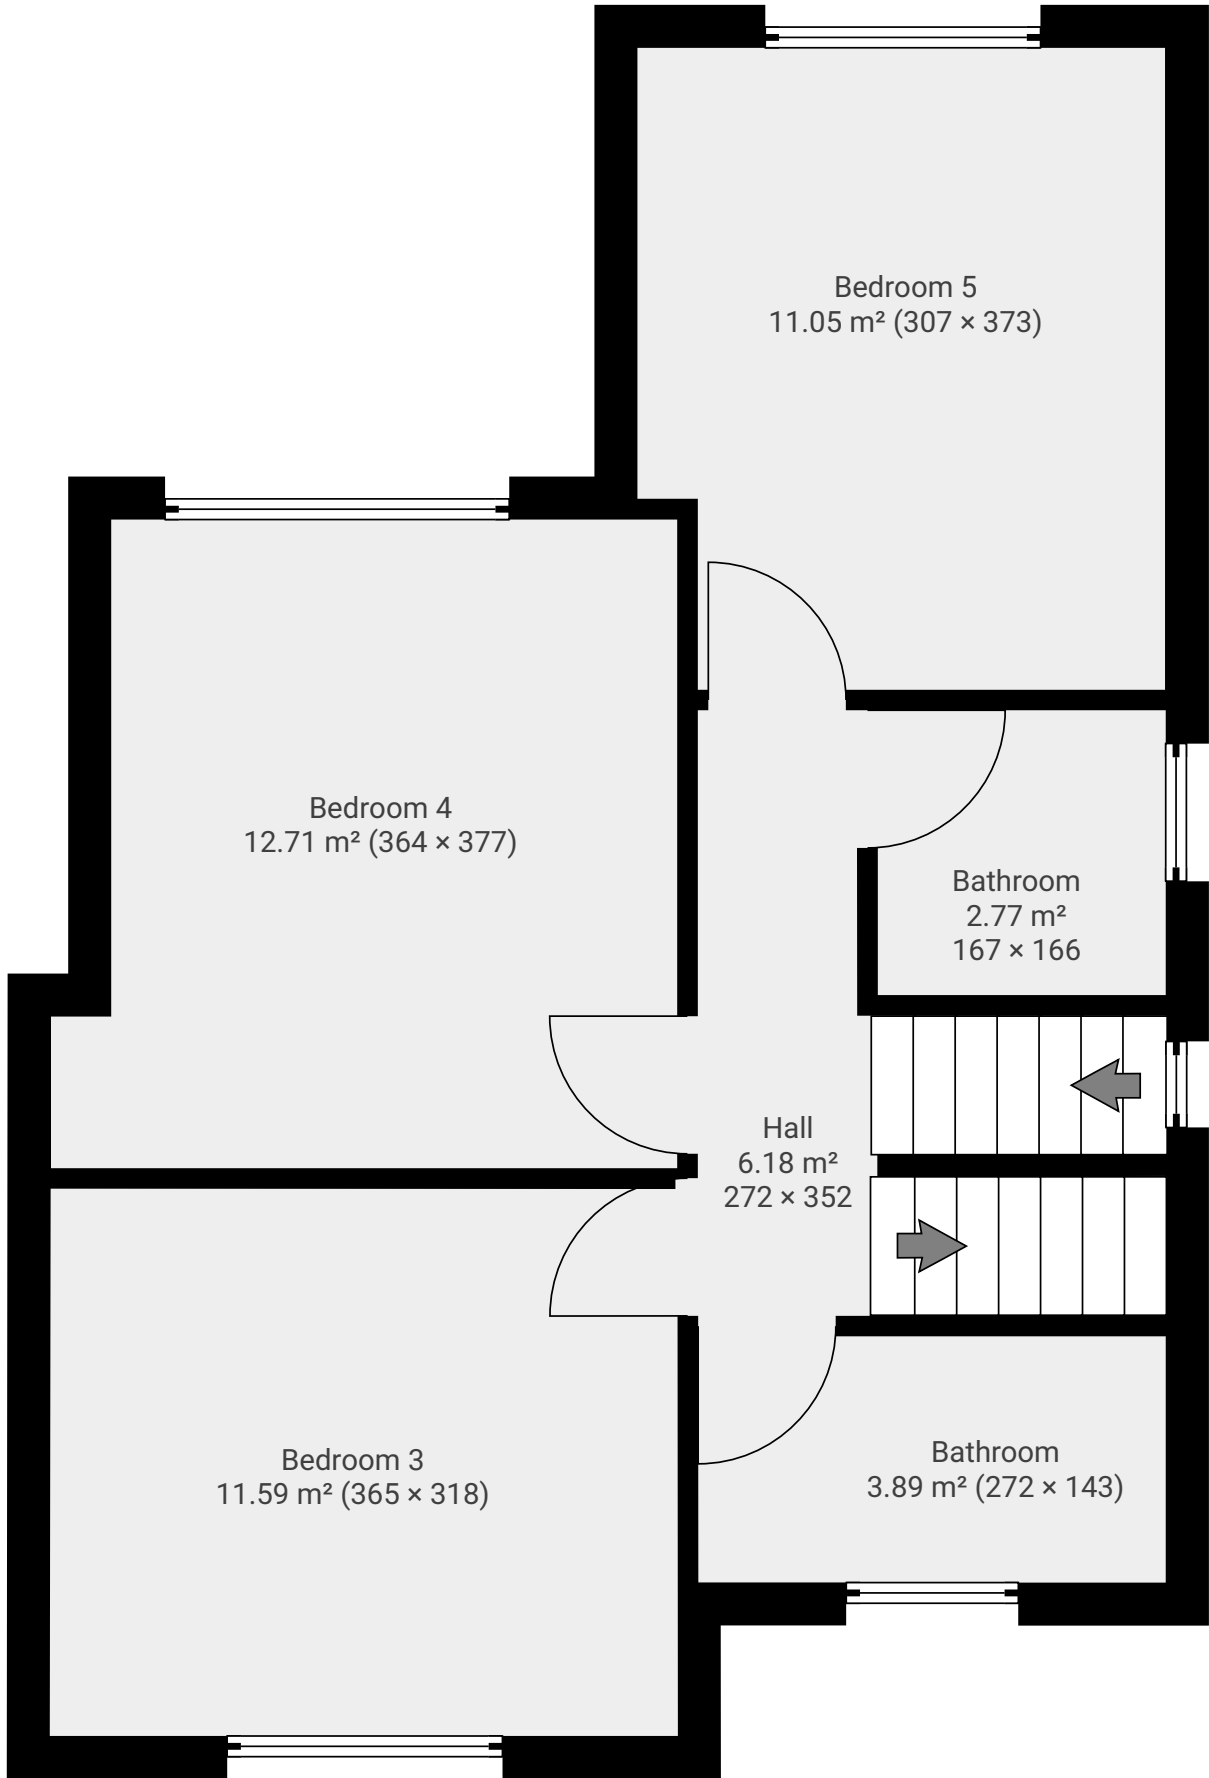 Bedroom 5
11.05 m² (307 × 373)
Bedroom 4
12.71 m² (364 × 377)
Bathroom
2.77 m²
167 × 166
Hall
6.18 m²
272 × 352
Bedroom 3
11.59 m² (365 × 318)
Bathroom
3.89 m² (272 × 143)